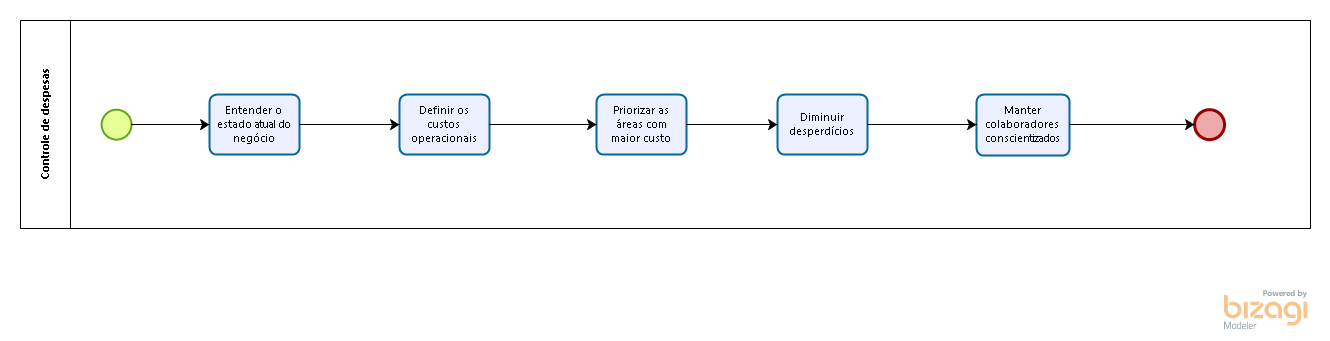 Controle de despesas
Entender o
estado atual do
negócio
Definir os
custos
operacionais
Priorizar as
áreas com
maior custo
Diminuir
desperdícios
Manter
colaboradores
conscientizados
Powered by
bizagi
Modeler